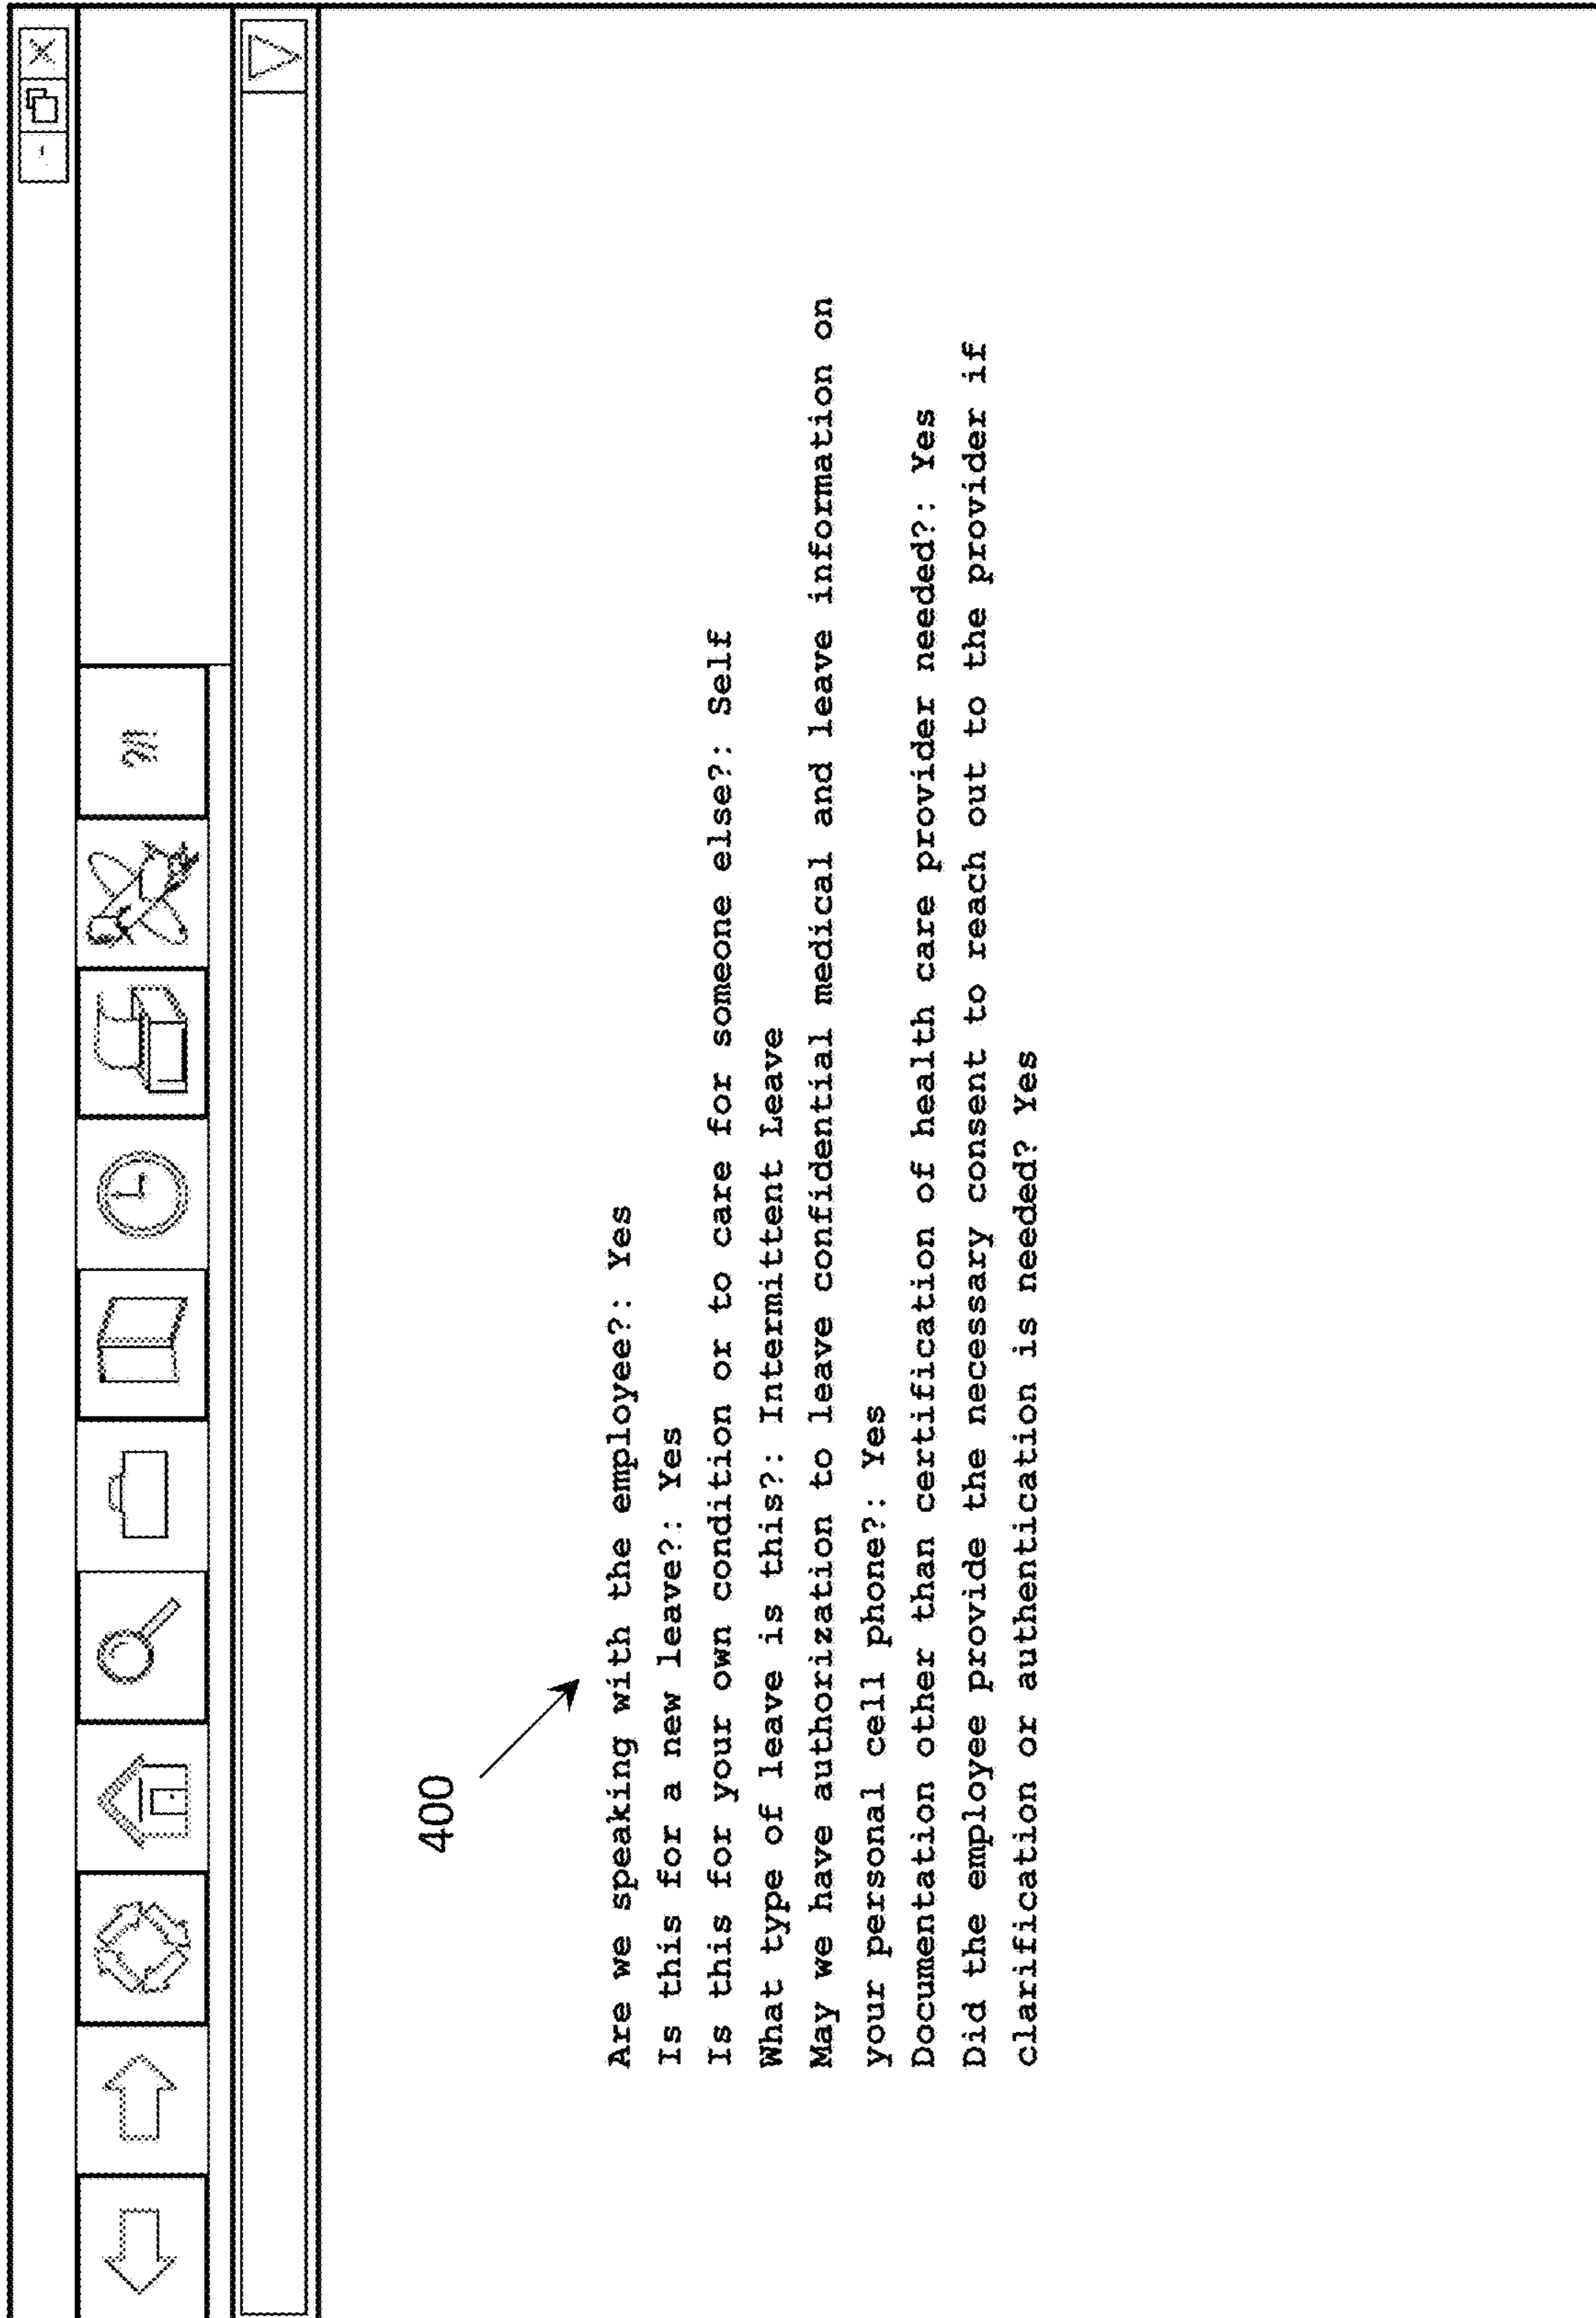 ?/!
400
Are we speaking with the employee?: Yes
Is this for a new leave?: Yes
Is this for your own condition or to care for someone else?: Self
What type of leave is this?: Intermittent Leave
May we have authorization to leave confidential medical and leave information on
your personal cell phone?: Yes
Documentation other than certification of health care provider needed?: Yes
Did the employee provide the necessary consent to reach out to the provider if
clarification or authentication is needed? Yes